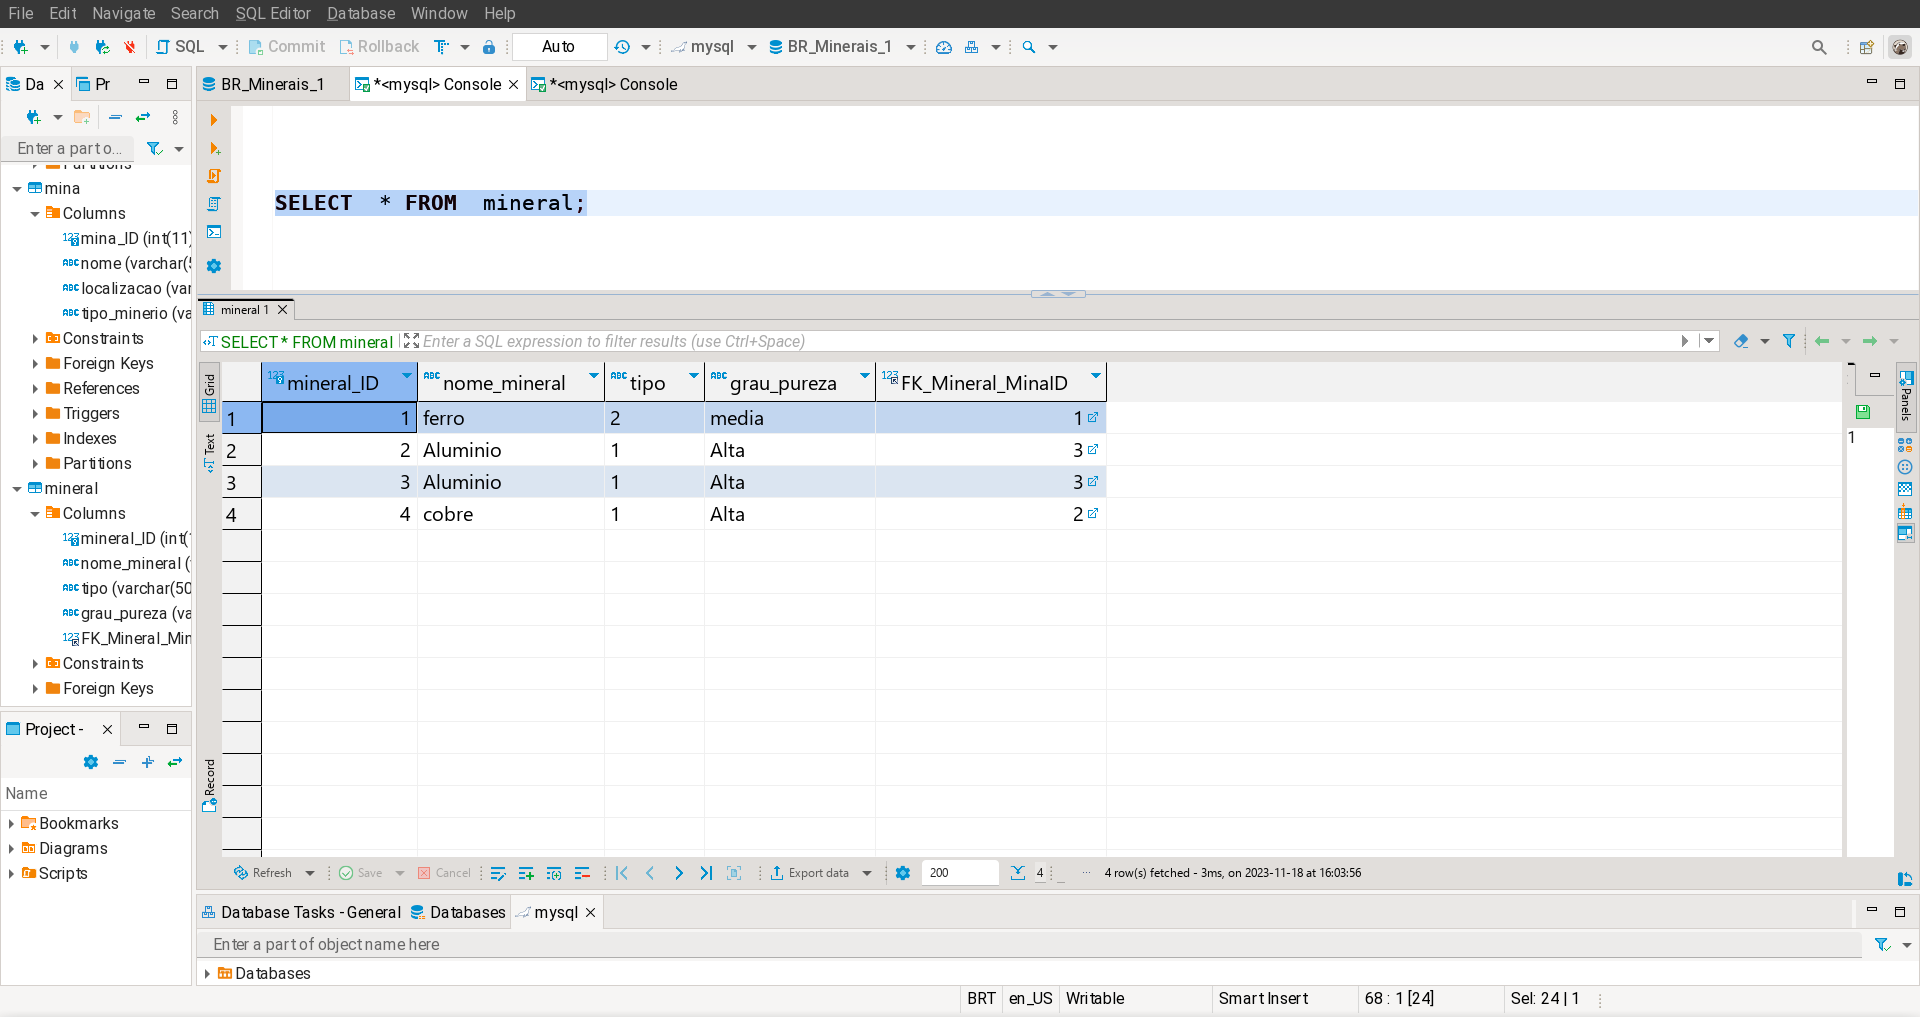 File Edit Navigate Search SQL Editor Database Window Help
SQL Commit Rollback Auto mysql BR_Minerais_1
Da Pr
BR_Minerais_1 *<mysql> Console *<mysql> Console
Enter a part o...
Partitions
mina
Columns
mina_ID (int(11)
nome (varchar(5
localizacao (var
tipo_minerio (va
Constraints
Foreign Keys
References
Triggers
Indexes
Partitions
mineral
Columns
mineral_ID (int(
nome_mineral (
tipo (varchar(50
grau_pureza (va
FK_Mineral_Min
Constraints
Foreign Keys
Project -
Name
Bookmarks
Diagrams
Scripts
SELECT * FROM mineral;
mineral 1
SELECT * FROM mineral Enter a SQL expression to filter results (use Ctrl+Space)
Grid
Text
Record
mineral_ID nome_mineral tipo grau_pureza FK_Mineral_MinaID
1 1 ferro 2 media 1
2 2 Aluminio 1 Alta 3
3 3 Aluminio 1 Alta 3
4 4 cobre 1 Alta 2
1
Panels
Refresh Save Cancel Export data 200 4 ... 4 row(s) fetched - 3ms, on 2023-11-18 at 16:03:56
Database Tasks - General Databases mysql
Enter a part of object name here
Databases
BRT en_US Writable Smart Insert 68 : 1 [24] Sel: 24 | 1